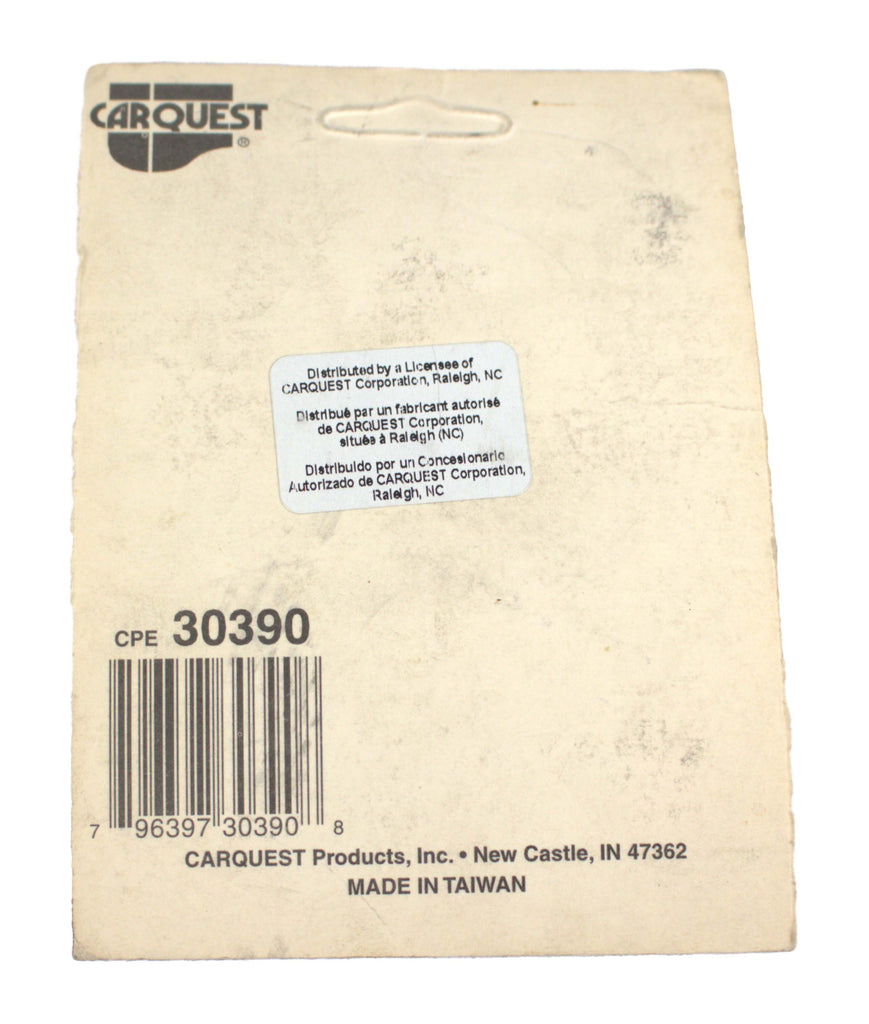 CARQUEST
®
Distributed by a Licensee of
CARQUEST Corporation, Raleigh, NC
Distribué par un fabricant autorisé
de CARQUEST Corporation,
située à Raleigh (NC)
Distribuido por un Concesionario
Autorizado de CARQUEST Corporation,
Raleigh, NC
CPE 30390
7 96397 30390 8
CARQUEST Products, Inc. • New Castle, IN 47362
MADE IN TAIWAN